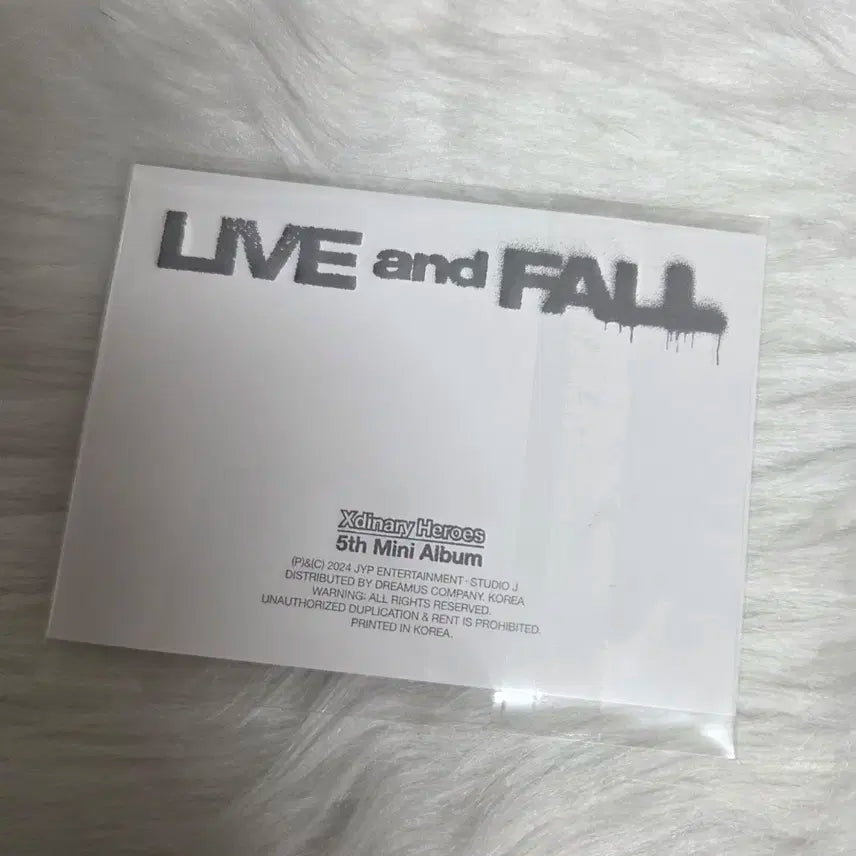 LIVE and FALL
Xdinary Heroes
5th Mini Album
(P)&(C) 2024 JYP ENTERTAINMENT · STUDIO J
DISTRIBUTED BY DREAMUS COMPANY. KOREA
WARNING: ALL RIGHTS RESERVED.
UNAUTHORIZED DUPLICATION & RENT IS PROHIBITED.
PRINTED IN KOREA.